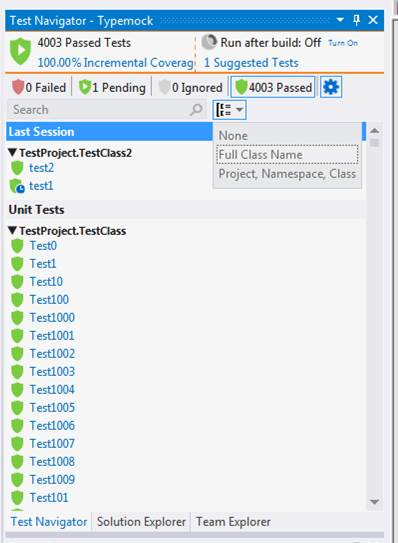 Test Navigator - Typemock
4003 Passed Tests
Run after build: Off Turn On
100.00% Incremental Coverag
1 Suggested Tests
0 Failed
1 Pending
0 Ignored
4003 Passed
Search
None
Full Class Name
Project, Namespace, Class
Last Session
TestProject.TestClass2
test2
test1
Unit Tests
TestProject.TestClass
Test0
Test1
Test10
Test100
Test1000
Test1001
Test1002
Test1003
Test1004
Test1005
Test1006
Test1007
Test1008
Test1009
Test101
Test Navigator Solution Explorer Team Explorer